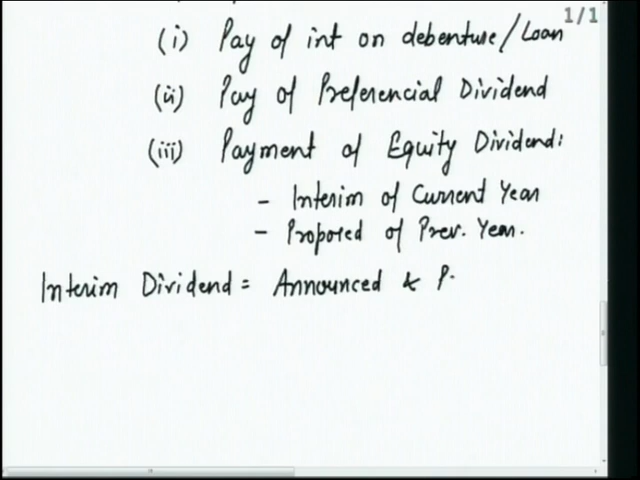 1/1
(i) Pay of int on debenture/Loan
(ii) Pay of Preferencial Dividend
(iii) Payment of Equity Dividend:
- Interim of Current Year
- Proposed of Prev. Year.
Interim Dividend = Announced & P.